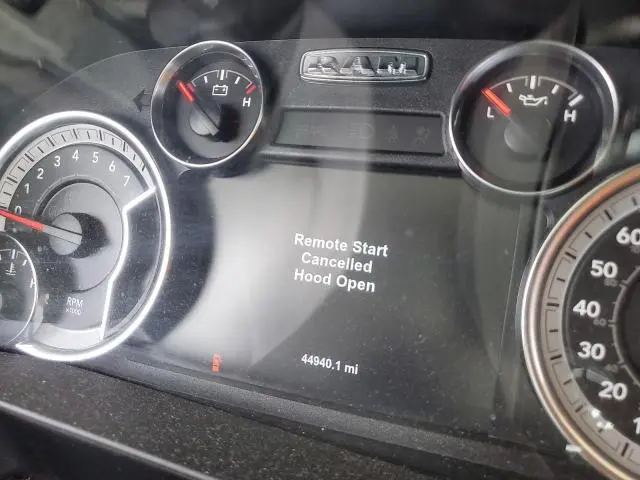 RAM
H
L
H
1
2
3
4
5
6
7
RPM
x1000
H
Remote Start
Cancelled
Hood Open
44940.1 mi
60
50
40
30
20
1